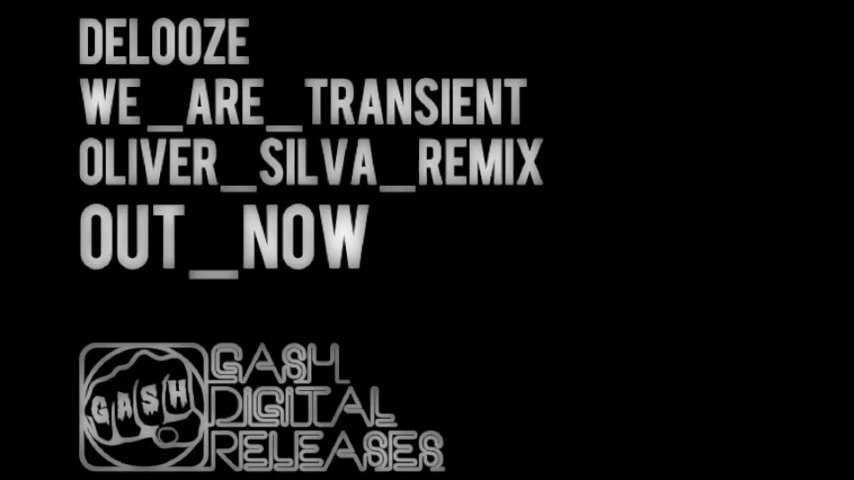 DELOOZE
WE_ARE_TRANSIENT
OLIVER_SILVA_REMIX
OUT_NOW
GASH
GASH
DIGITAL
RELEASES